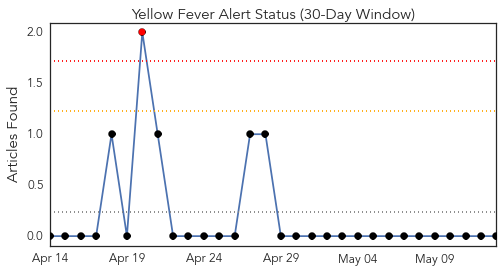 Yellow Fever Alert Status (30-Day Window)
Articles Found
2.0
1.5
1.0
0.5
0.0
Apr 14 Apr 19 Apr 24 Apr 29 May 04 May 09